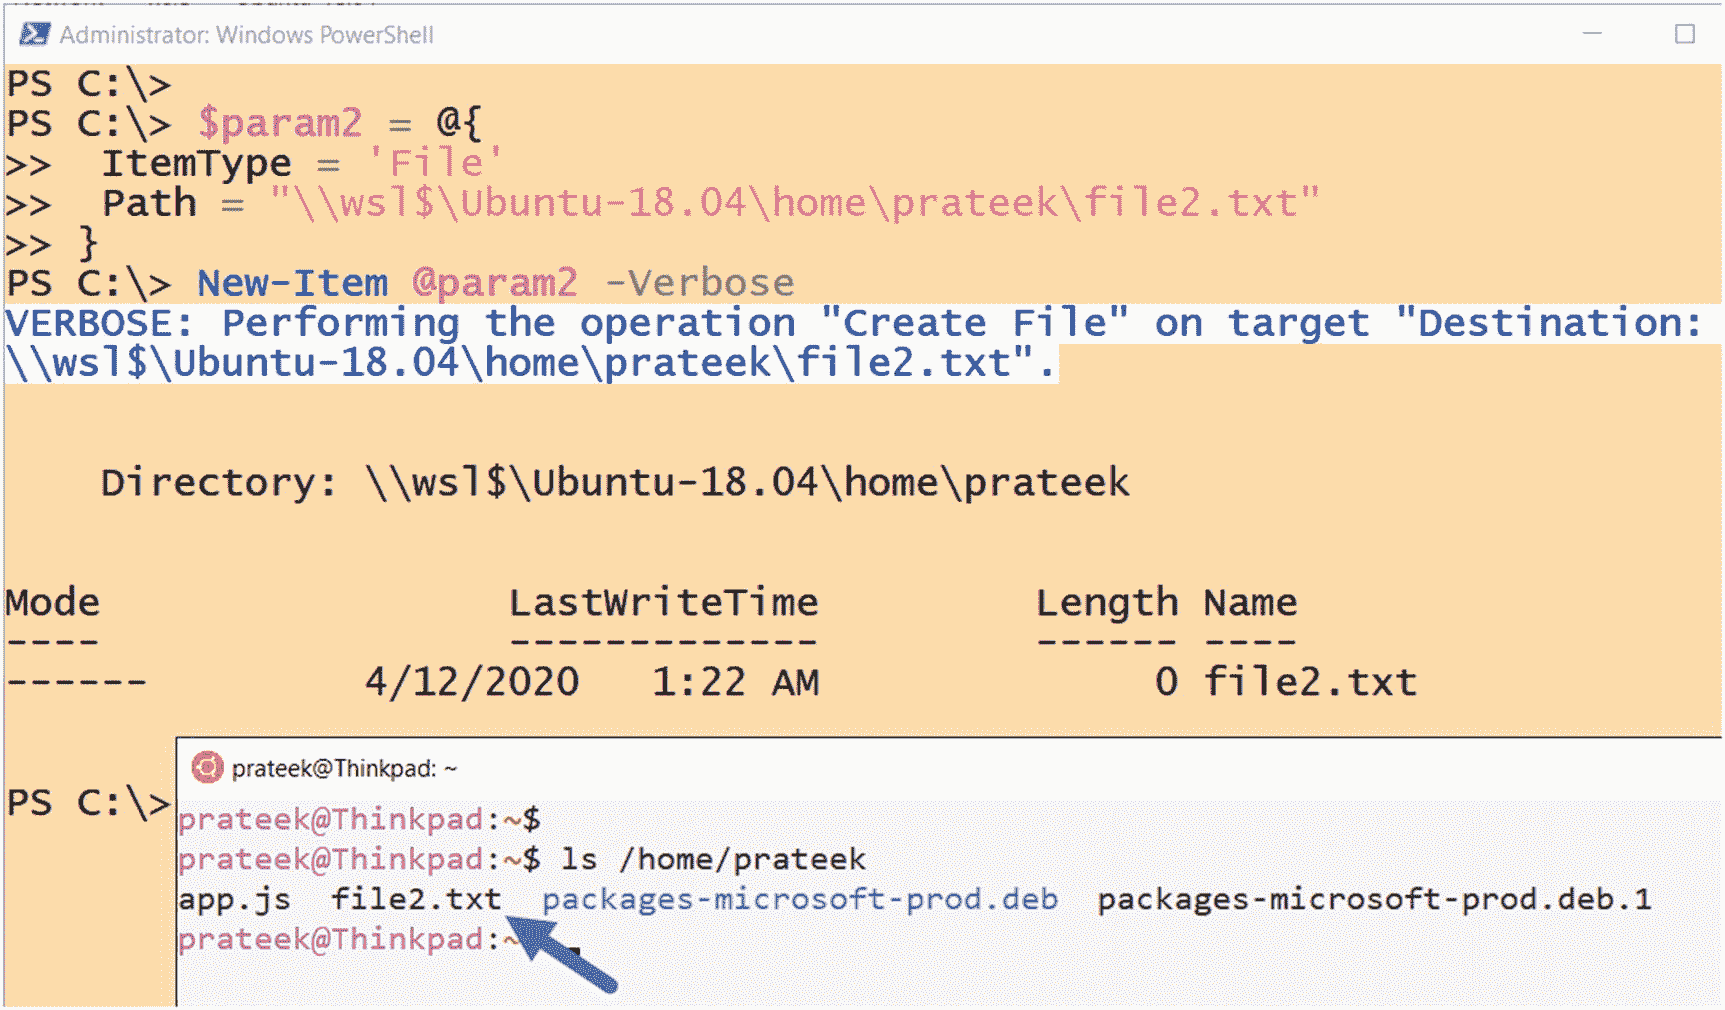 Administrator: Windows PowerShell
PS C:\>
PS C:\> $param2 = @{
>>  ItemType = 'File'
>>  Path = "\\wsl$\Ubuntu-18.04\home\prateek\file2.txt"
>> }
PS C:\> New-Item @param2 -Verbose
VERBOSE: Performing the operation "Create File" on target "Destination:
\\wsl$\Ubuntu-18.04\home\prateek\file2.txt".
Directory: \\wsl$\Ubuntu-18.04\home\prateek
Mode                 LastWriteTime         Length Name
----                 -------------         ------ ----
------         4/12/2020   1:22 AM              0 file2.txt
PS C:\>
prateek@Thinkpad: ~
prateek@Thinkpad:~$
prateek@Thinkpad:~$ ls /home/prateek
app.js  file2.txt  packages-microsoft-prod.deb  packages-microsoft-prod.deb.1
prateek@Thinkpad:~